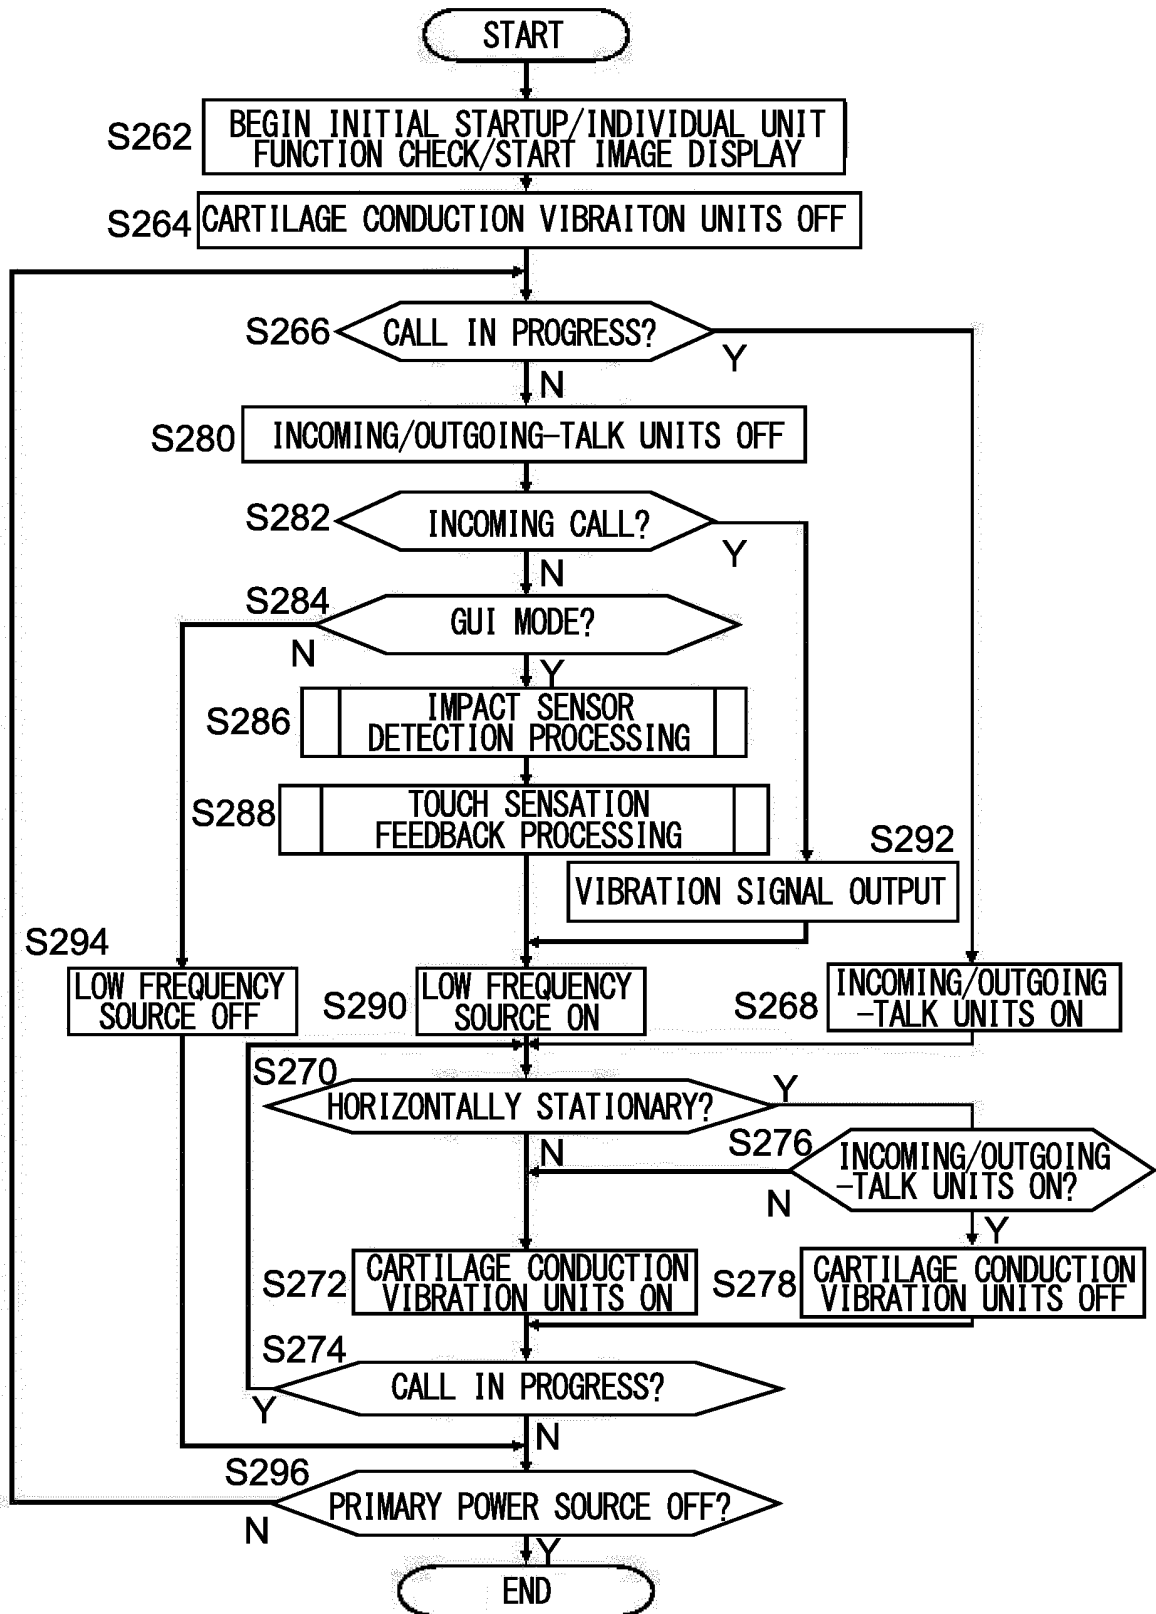 START
S262
BEGIN INITIAL STARTUP/INDIVIDUAL UNIT
FUNCTION CHECK/START IMAGE DISPLAY
S264
CARTILAGE CONDUCTION VIBRAITON UNITS OFF
S266
CALL IN PROGRESS?
Y
N
S280
INCOMING/OUTGOING-TALK UNITS OFF
S282
INCOMING CALL?
Y
N
S284
GUI MODE?
N
Y
S286
IMPACT SENSOR
DETECTION PROCESSING
S288
TOUCH SENSATION
FEEDBACK PROCESSING
S292
VIBRATION SIGNAL OUTPUT
S294
LOW FREQUENCY
SOURCE OFF
S290
LOW FREQUENCY
SOURCE ON
S268
INCOMING/OUTGOING
-TALK UNITS ON
S270
HORIZONTALLY STATIONARY?
Y
N
S276
INCOMING/OUTGOING
-TALK UNITS ON?
N
Y
S272
CARTILAGE CONDUCTION
VIBRATION UNITS ON
S278
CARTILAGE CONDUCTION
VIBRATION UNITS OFF
S274
CALL IN PROGRESS?
Y
N
S296
PRIMARY POWER SOURCE OFF?
N
Y
END